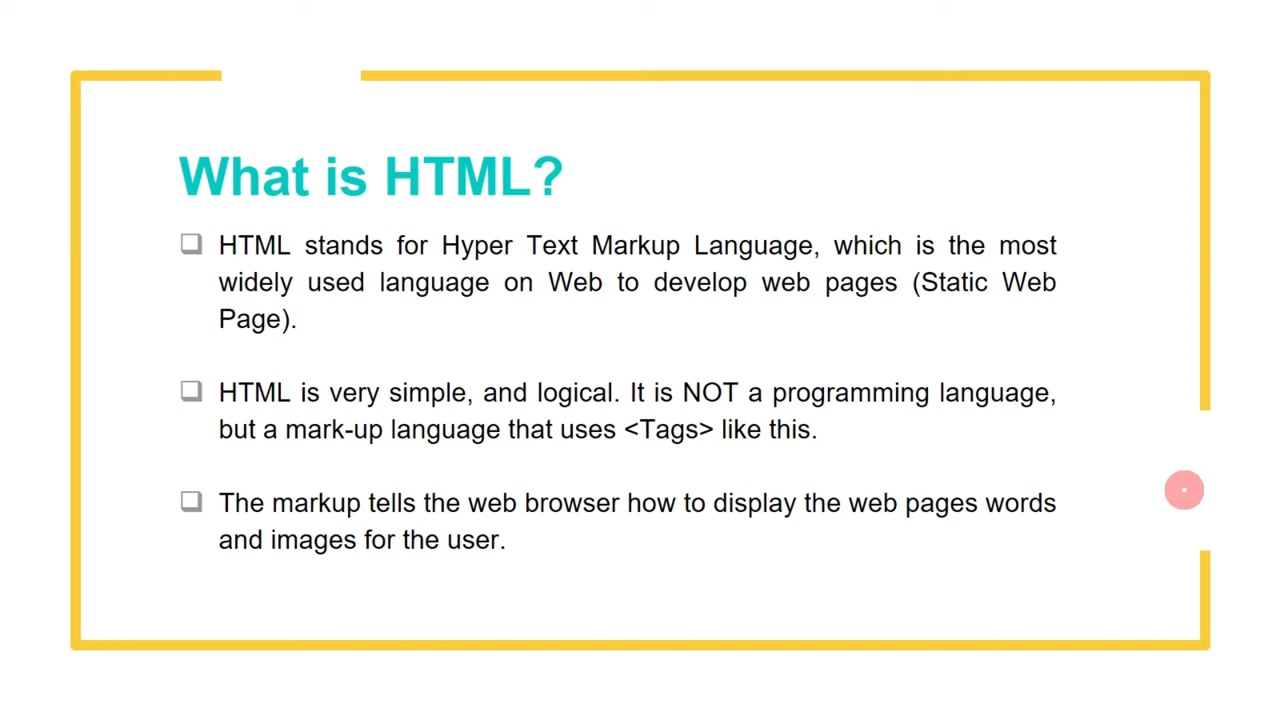 What is HTML?
HTML stands for Hyper Text Markup Language, which is the most
widely used language on Web to develop web pages (Static Web
Page).
HTML is very simple, and logical. It is NOT a programming language,
but a mark-up language that uses <Tags> like this.
The markup tells the web browser how to display the web pages words
and images for the user.